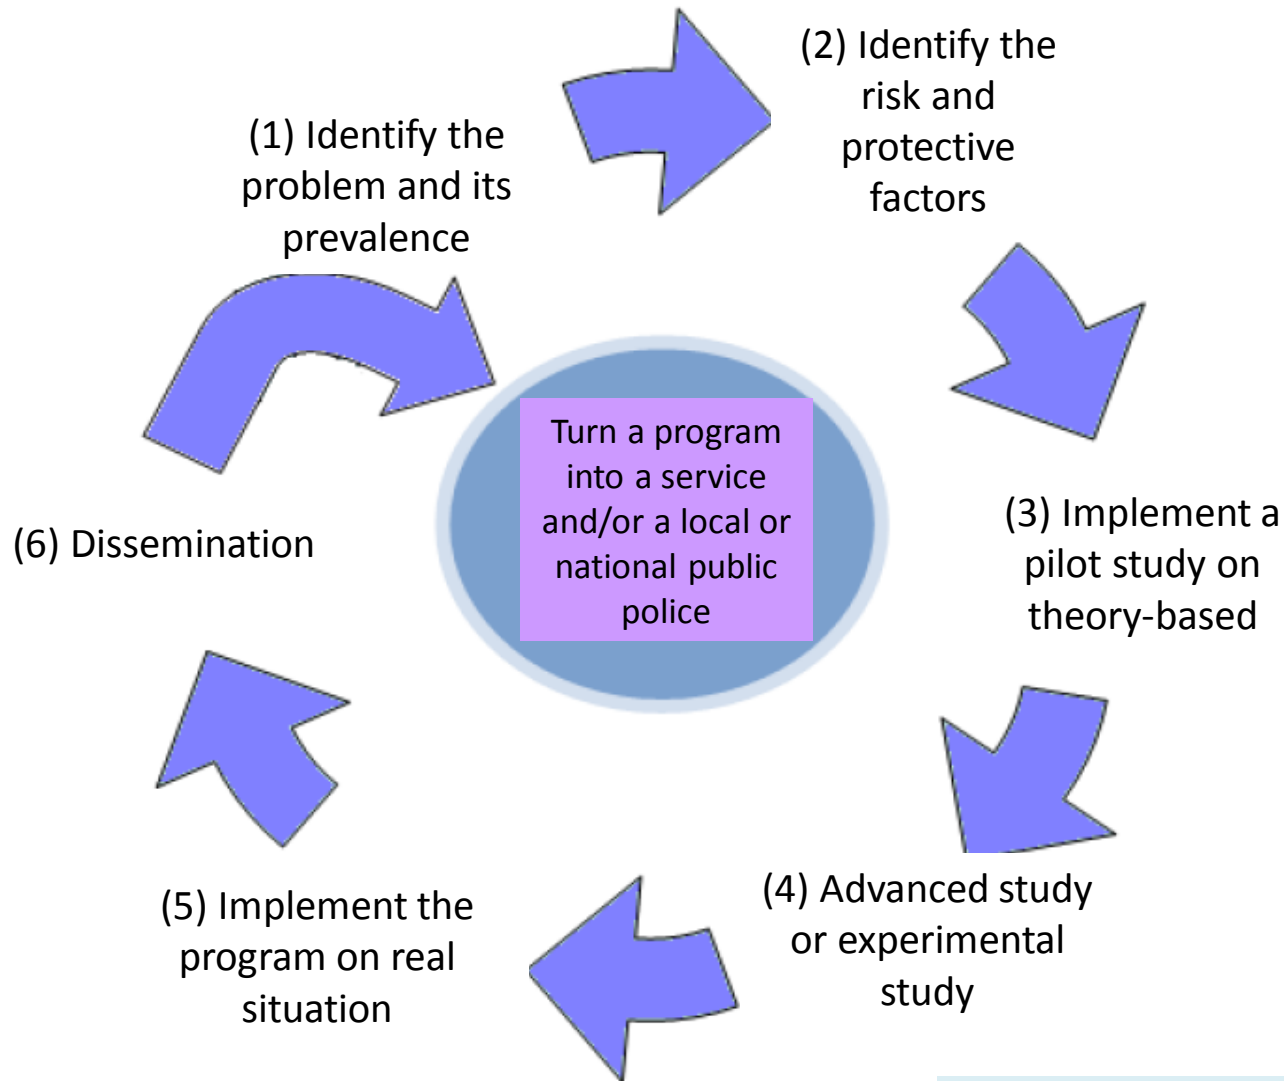 (1) Identify the
problem and its
prevalence
(2) Identify the
risk and
protective
factors
(3) Implement a
pilot study on
theory-based
(4) Advanced study
or experimental
study
(5) Implement the
program on real
situation
(6) Dissemination
Turn a program
into a service
and/or a local or
national public
police